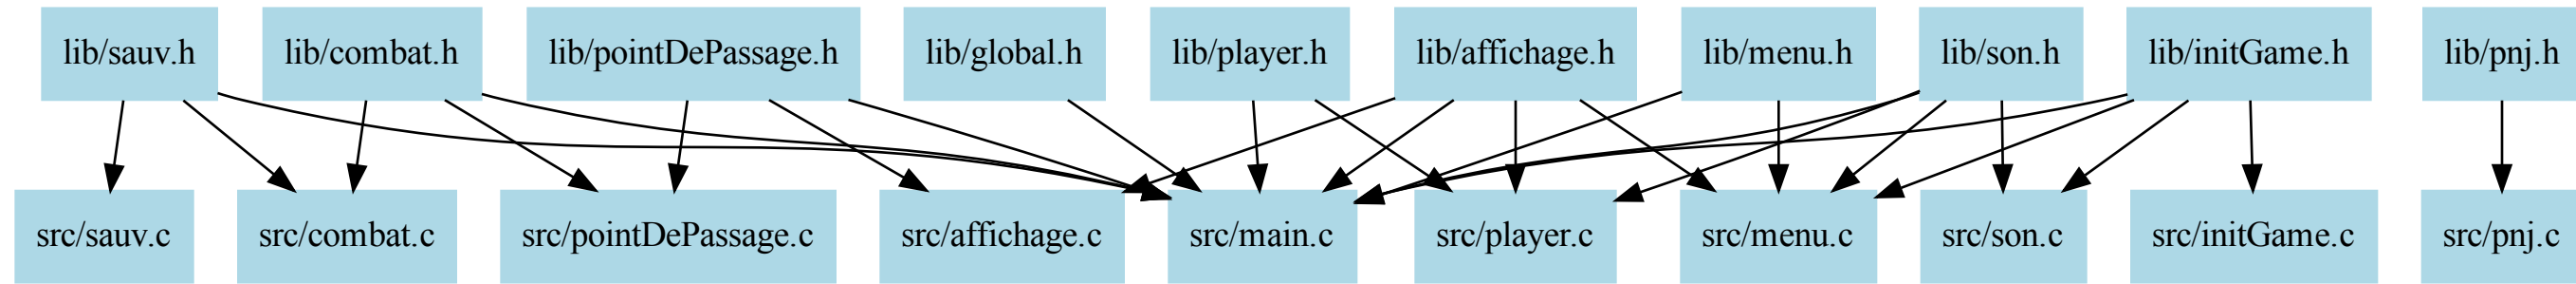 lib/sauv.h
lib/combat.h
lib/pointDePassage.h
lib/global.h
lib/player.h
lib/affichage.h
lib/menu.h
lib/son.h
lib/initGame.h
lib/pnj.h
src/sauv.c
src/combat.c
src/pointDePassage.c
src/affichage.c
src/main.c
src/player.c
src/menu.c
src/son.c
src/initGame.c
src/pnj.c